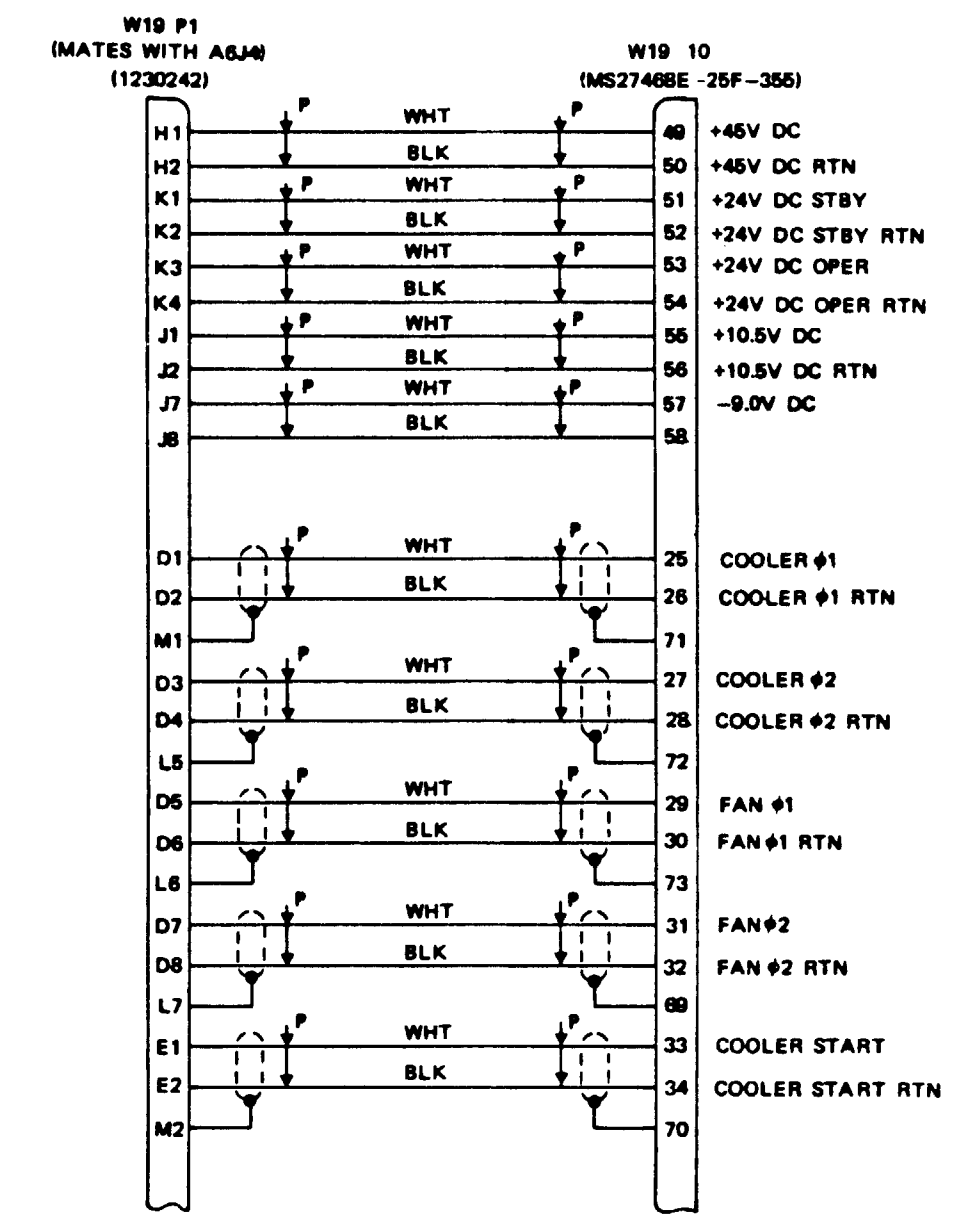 W19 P1
(MATES WITH A6J4)
(1230242)
W19 10
(MS27468E -25F-355)
H1 P WHT P 49 +45V DC
H2 BLK 50 +45V DC RTN
K1 P WHT P 51 +24V DC STBY
K2 BLK 52 +24V DC STBY RTN
K3 P WHT P 53 +24V DC OPER
K4 BLK 54 +24V DC OPER RTN
J1 P WHT P 55 +10.5V DC
J2 BLK 56 +10.5V DC RTN
J7 P WHT P 57 -9.0V DC
J8 BLK 58
D1 P WHT P 25 COOLER ϕ1
D2 BLK 26 COOLER ϕ1 RTN
M1 71
D3 P WHT P 27 COOLER ϕ2
D4 BLK 28 COOLER ϕ2 RTN
L5 72
D5 P WHT P 29 FAN ϕ1
D6 BLK 30 FAN ϕ1 RTN
L6 73
D7 P WHT P 31 FAN ϕ2
D8 BLK 32 FAN ϕ2 RTN
L7 69
E1 P WHT P 33 COOLER START
E2 BLK 34 COOLER START RTN
M2 70